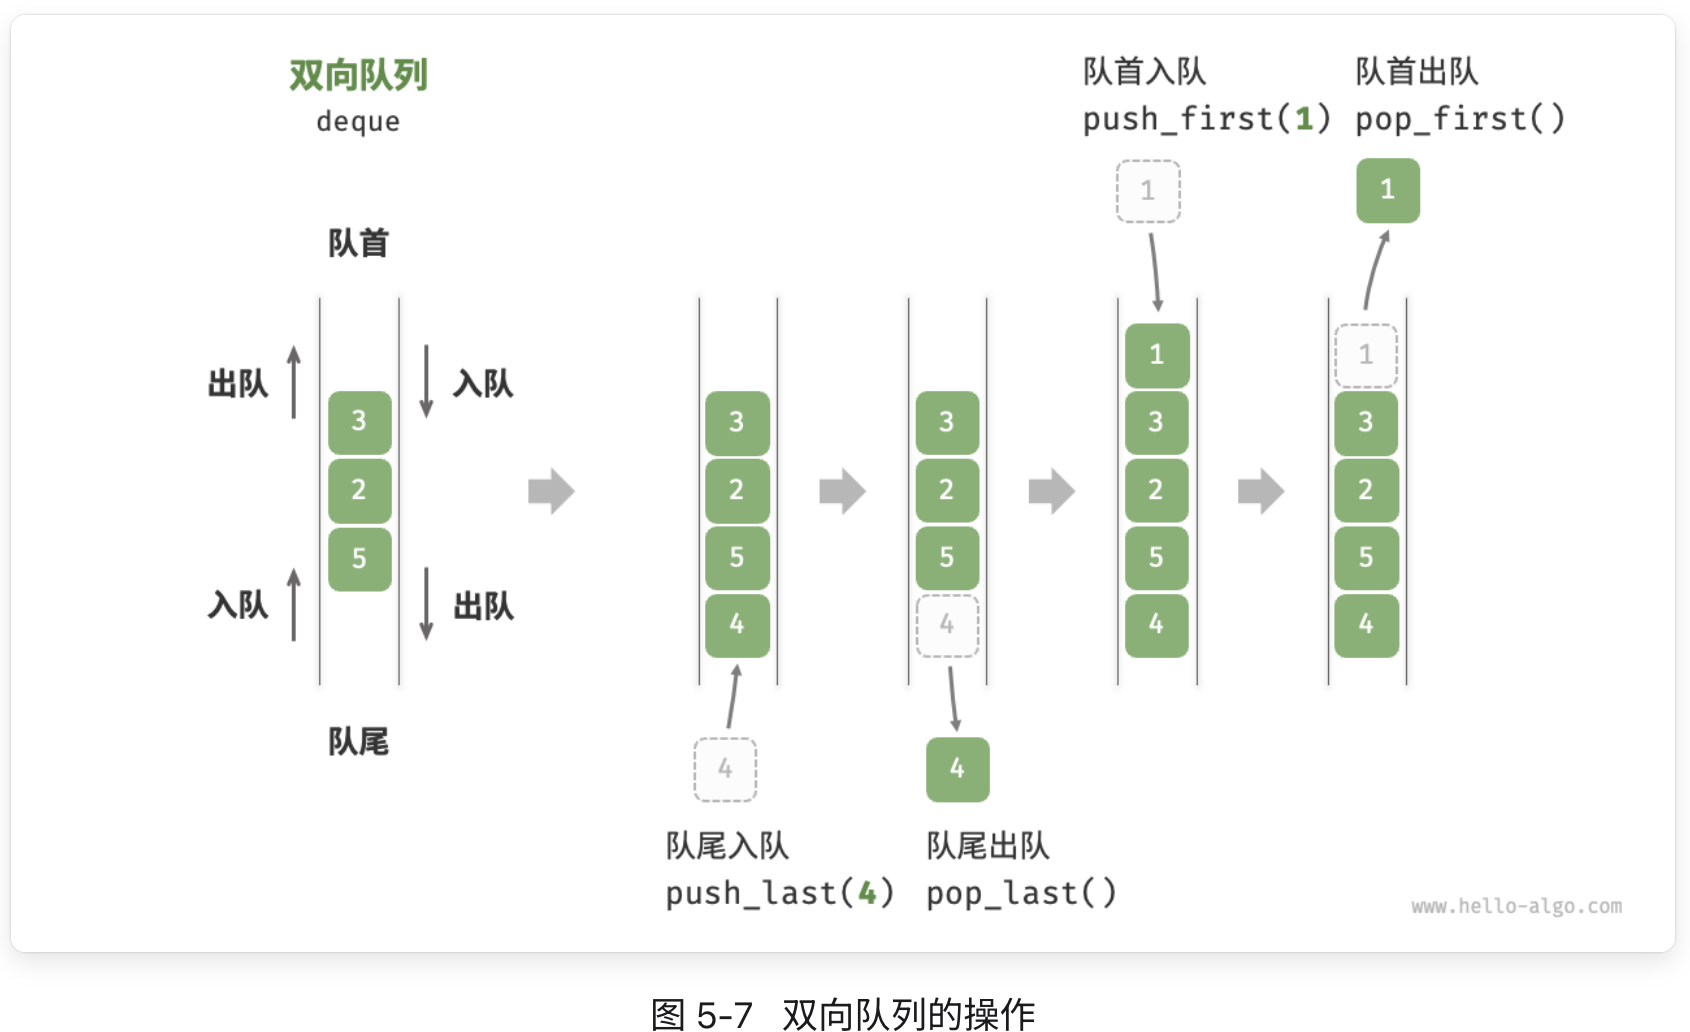 双向队列
deque
队首
出队
入队
3
2
5
入队
出队
队尾
3
2
5
4
4
队尾入队
push_last(4)
3
2
5
4
4
队尾出队
pop_last()
队首入队
push_first(1)
1
1
3
2
5
4
队首出队
pop_first()
1
1
3
2
5
4
www.hello-algo.com
图 5-7 双向队列的操作